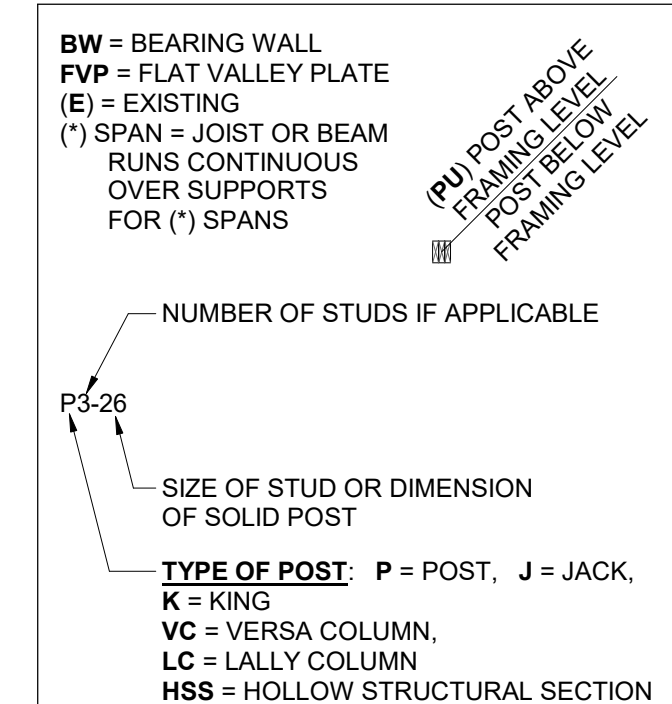 BW = BEARING WALL
FVP = FLAT VALLEY PLATE
(E) = EXISTING
(*) SPAN = JOIST OR BEAM
RUNS CONTINUOUS
OVER SUPPORTS
FOR (*) SPANS
(PU) POST ABOVE
FRAMING LEVEL
POST BELOW
FRAMING LEVEL
NUMBER OF STUDS IF APPLICABLE
P3-26
SIZE OF STUD OR DIMENSION
OF SOLID POST
TYPE OF POST: P = POST, J = JACK,
K = KING
VC = VERSA COLUMN,
LC = LALLY COLUMN
HSS = HOLLOW STRUCTURAL SECTION